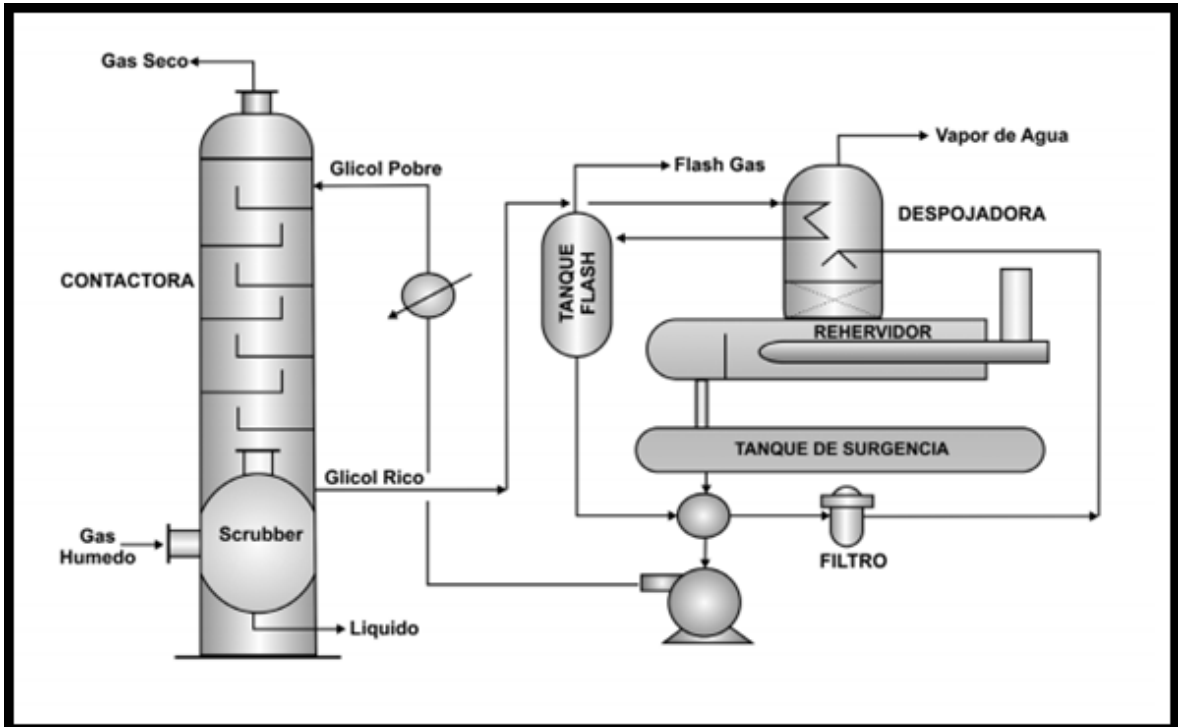 Gas Seco
Glicol Pobre
CONTACTORA
Glicol Rico
Scrubber
Gas
Humedo
Liquido
Flash Gas
TANQUE
FLASH
Vapor de Agua
DESPOJADORA
REHERVIDOR
TANQUE DE SURGENCIA
FILTRO